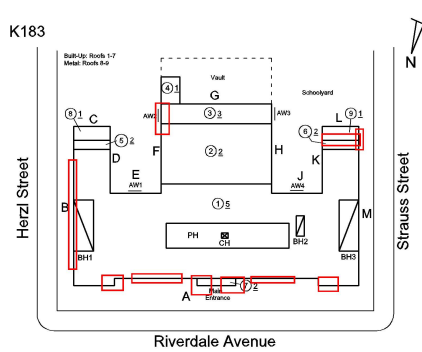 K183
Built-Up: Roofs 1-7
Metal: Roofs 8-9
N
Vault
Schoolyard
4 1
G
AW2
AW3
3 3
8 1
C
L
9 1
5 2
6 2
D
F
2 2
H
K
E
J
AW1
AW4
B
M
1 5
PH
CH
BH1
BH2
BH3
7 2
A
Main
Entrance
Herzl Street
Strauss Street
Riverdale Avenue